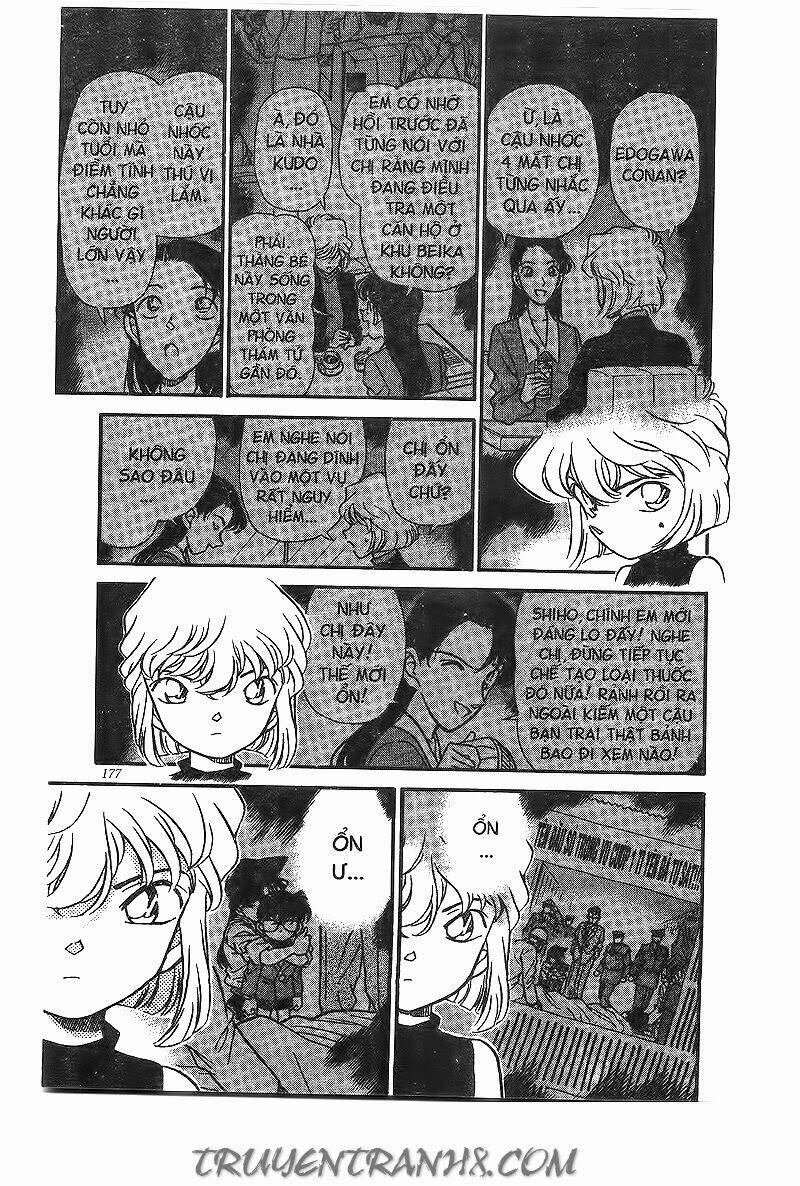 EDOGAWA
CONAN?
Ừ, LÀ
CẬU NHÓC
4 MẮT CHỊ
TỪNG NHẮC
QUA ẤY...
EM CÓ NHỚ
HỒI TRƯỚC ĐÃ
TỪNG NÓI VỚI
CHỊ RẰNG MÌNH
ĐANG ĐIỀU
TRA MỘT
CĂN HỘ Ở
KHU BEIKA
KHÔNG?
À, ĐÓ
LÀ NHÀ
KUDO
...
PHẢI.
THẰNG BÉ
NÀY SỐNG
TRONG
MỘT VĂN
PHÒNG
THÁM TỬ
GẦN ĐÓ.
CẬU
NHÓC
NÀY
THÚ VỊ
LẮM.
TUY
CÒN NHỎ
TUỔI MÀ
ĐIỀM TĨNH
CHẲNG
KHÁC GÌ
NGƯỜI
LỚN VẬY
...
CHỊ ỔN
ĐẤY
CHỨ?
EM NGHE NÓI
CHỊ ĐANG DÍNH
VÀO MỘT VỤ
RẤT NGUY
HIỂM...
KHÔNG
SAO ĐÂU
...
SHIHO, CHÍNH EM MỚI
ĐÁNG LO ĐẤY! NGHE
CHỊ, ĐỪNG TIẾP TỤC
CHẾ TẠO LOẠI THUỐC
ĐÓ NỮA! RẢNH RỖI RA
NGOÀI KIẾM MỘT CẬU
BẠN TRAI THẬT BẢNH
BAO ĐI XEM NÀO!
NHƯ
CHỊ ĐÂY
NÀY!
THẾ MỚI
ỔN!
177
ỔN
...
ỔN
Ư...
TRUYENTRANH8.COM